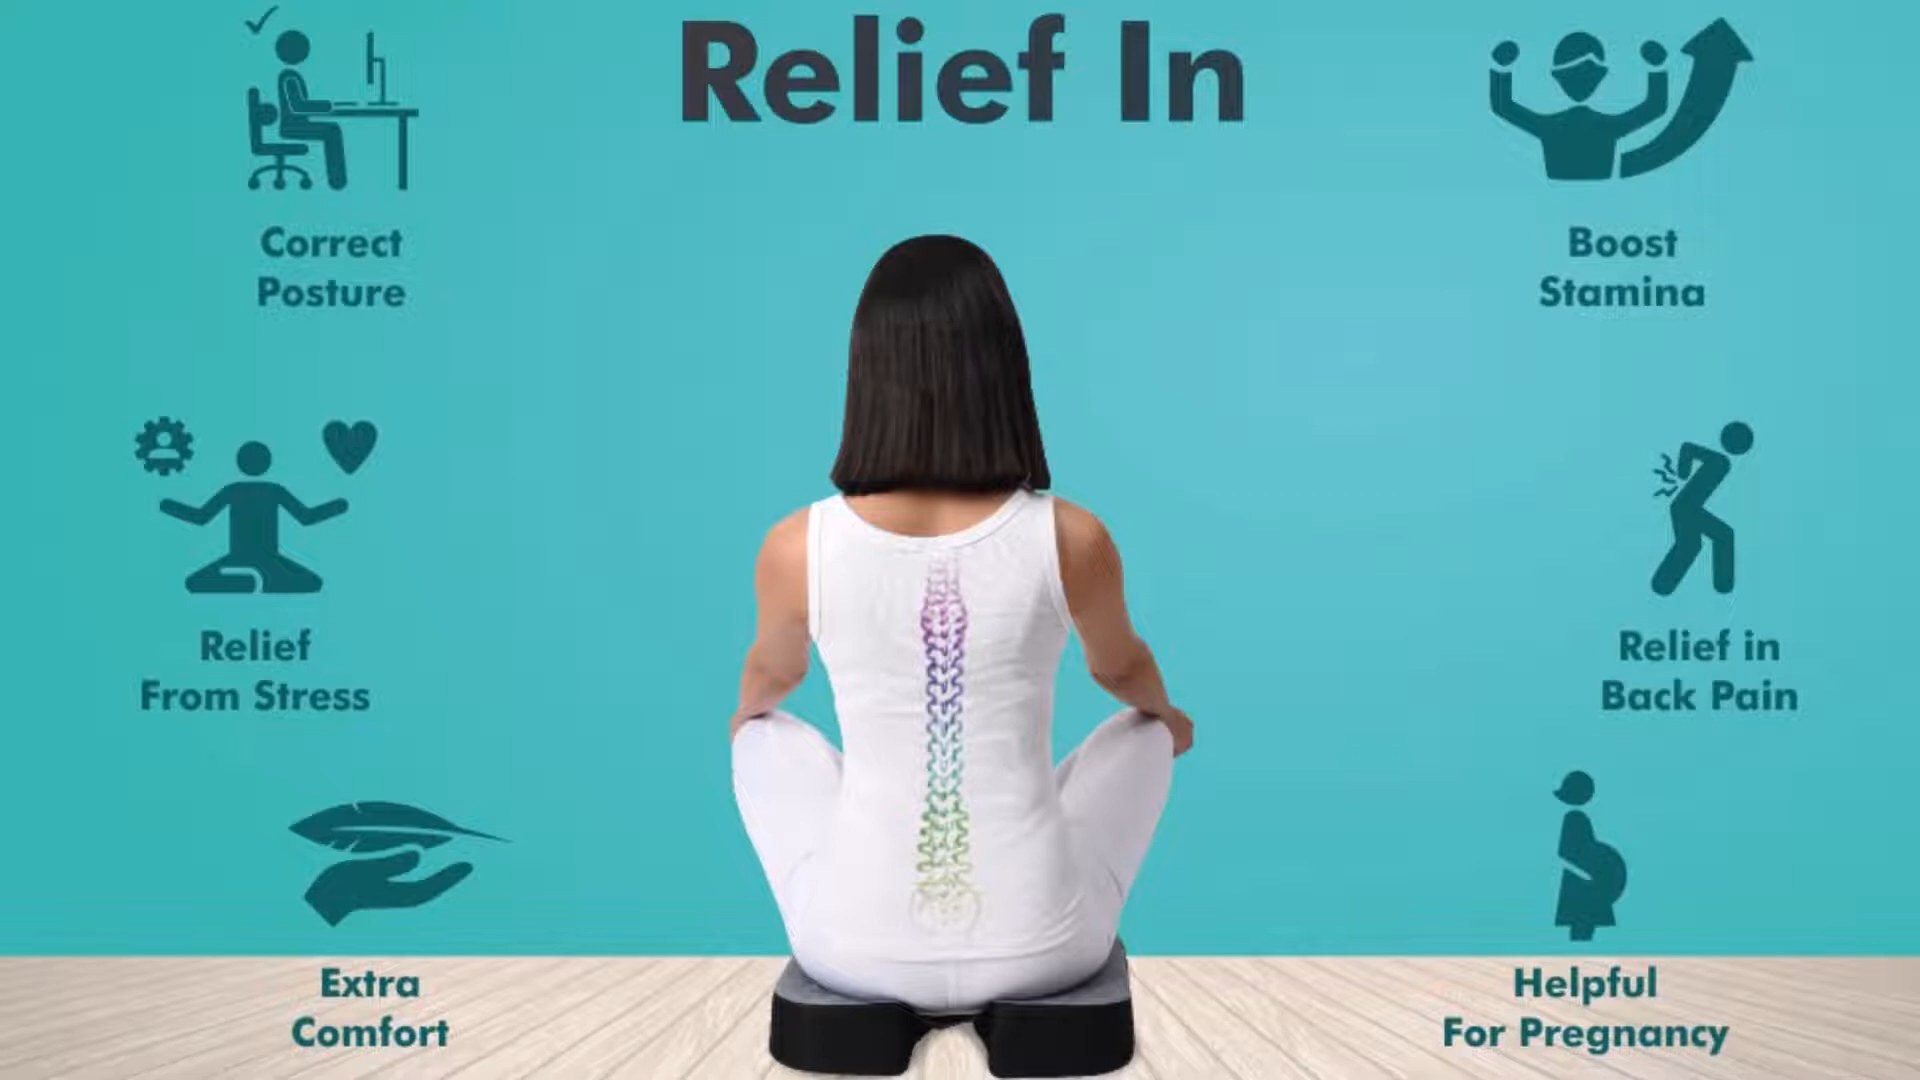 Relief In
Correct
Posture
Boost
Stamina
Relief
From Stress
Relief in
Back Pain
Extra
Comfort
Helpful
For Pregnancy